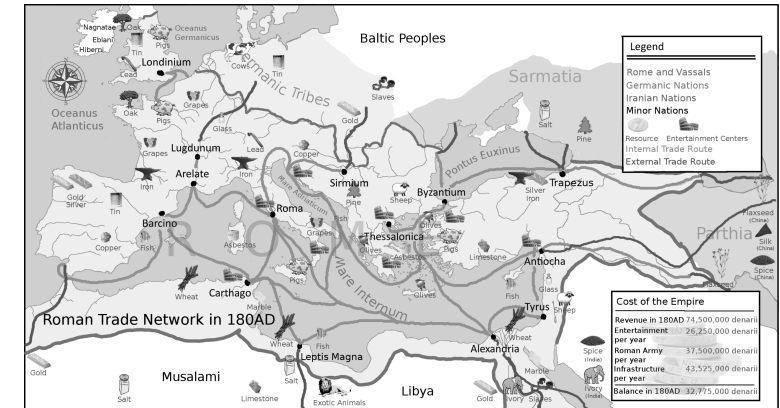 Nagnatae
Oak
Eblani
Hiberni
Tin
Pigs
Oceanus
Germanicus
Londinium
Lead
Cows
Tin
Baltic Peoples
Germanic Tribes
Slaves
Gold
Sarmatia
Salt
Pine
Legend
Rome and Vassals
Germanic Nations
Iranian Nations
Minor Nations
Resource
Entertainment Centers
Internal Trade Route
External Trade Route
Oceanus
Atlanticus
Oak
Pigs
Grapes
Glass
Lugdunum
Grapes
Lead
Copper
Iron
Arelate
Iron
Sirmium
Pine
Sheep
Pontus Euxinus
Byzantium
Iron
Silver
Iron
Trapezus
Gold
Silver
Tin
Barcino
Copper
Fish
Roma
Mare Adriaticum
Asbestos
Fish
Grapes
Thessalonica
Olives
Olives
Asbestos
Pigs
Limestone
Antiocha
Parthia
Flaxseed
(China)
Silk
(China)
Spice
(China)
Flaxseed
Wheat
Carthago
Marble
Pigs
Mare Internum
Olives
Fish
Glass
Tyrus
Sheep
Roman Trade Network in 180AD
Wheat
Fish
Leptis Magna
Alexandria
Wheat
Marble
Spice
(India)
Ivory
(India)
Gold
Salt
Musalami
Limestone
Salt
Exotic Animals
Libya
Gold
Ivory
Slaves
Cost of the Empire
Revenue in 180AD 74,500,000 denarii
Entertainment 26,250,000 denarii
per year
Roman Army 37,500,000 denarii
per year
Infrastructure 43,525,000 denarii
per year
Balance in 180AD 32,775,000 denarii